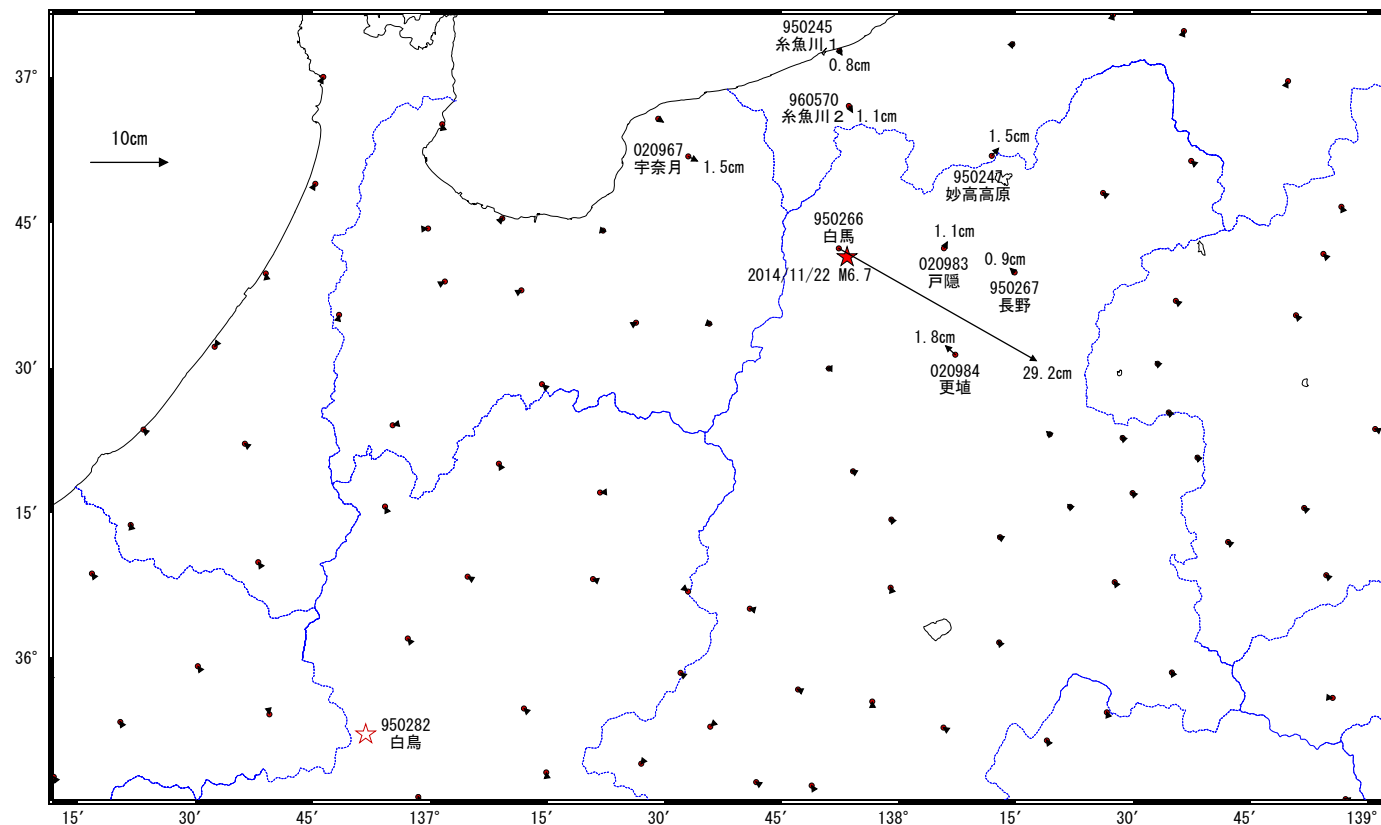 950245
糸魚川１
0.8cm
37°
960570
糸魚川２
1.1cm
10cm
1.5cm
020967
宇奈月
1.5cm
950247
妙高高原
45′
950266
白馬
1.1cm
2014/11/22 M6.7
020983
戸隠
0.9cm
950267
長野
1.8cm
30′
020984
更埴
29.2cm
15′
36°
950282
白鳥
15′
30′
45′
137°
15′
30′
45′
138°
15′
30′
45′
139°